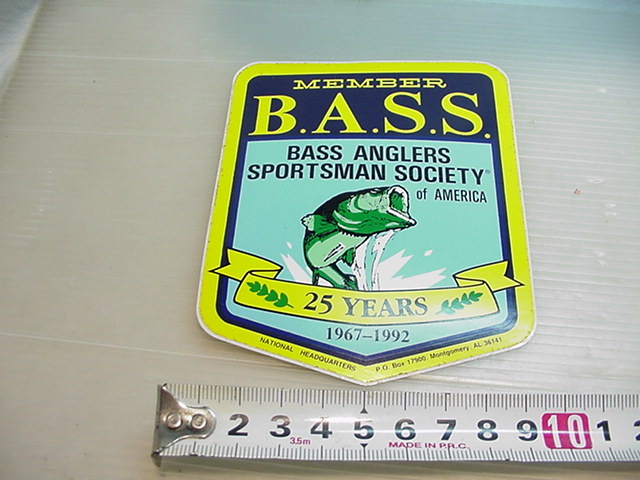 MEMBER
B.A.S.S.
BASS ANGLERS
SPORTSMAN SOCIETY®
of AMERICA
25 YEARS
1967–1992
NATIONAL HEADQUARTERS P.O. Box 17900, Montgomery, AL 36141
2 3 4 5 6 7 8 9 10 1 2
3.5m MADE IN P.R.C.